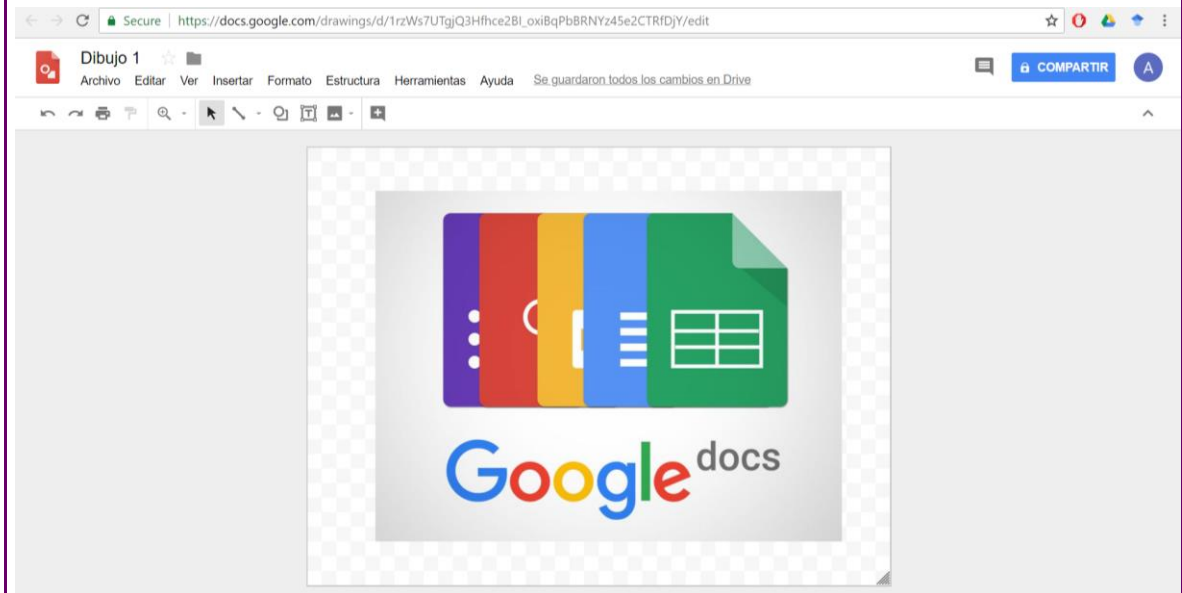 Secure | https://docs.google.com/drawings/d/1rzWs7UTgjQ3Hfhce2BI_oxiBqPbBRNYz45e2CTRfDjY/edit
Dibujo 1
Archivo Editar Ver Insertar Formato Estructura Herramientas Ayuda Se guardaron todos los cambios en Drive
COMPARTIR
A
Google docs